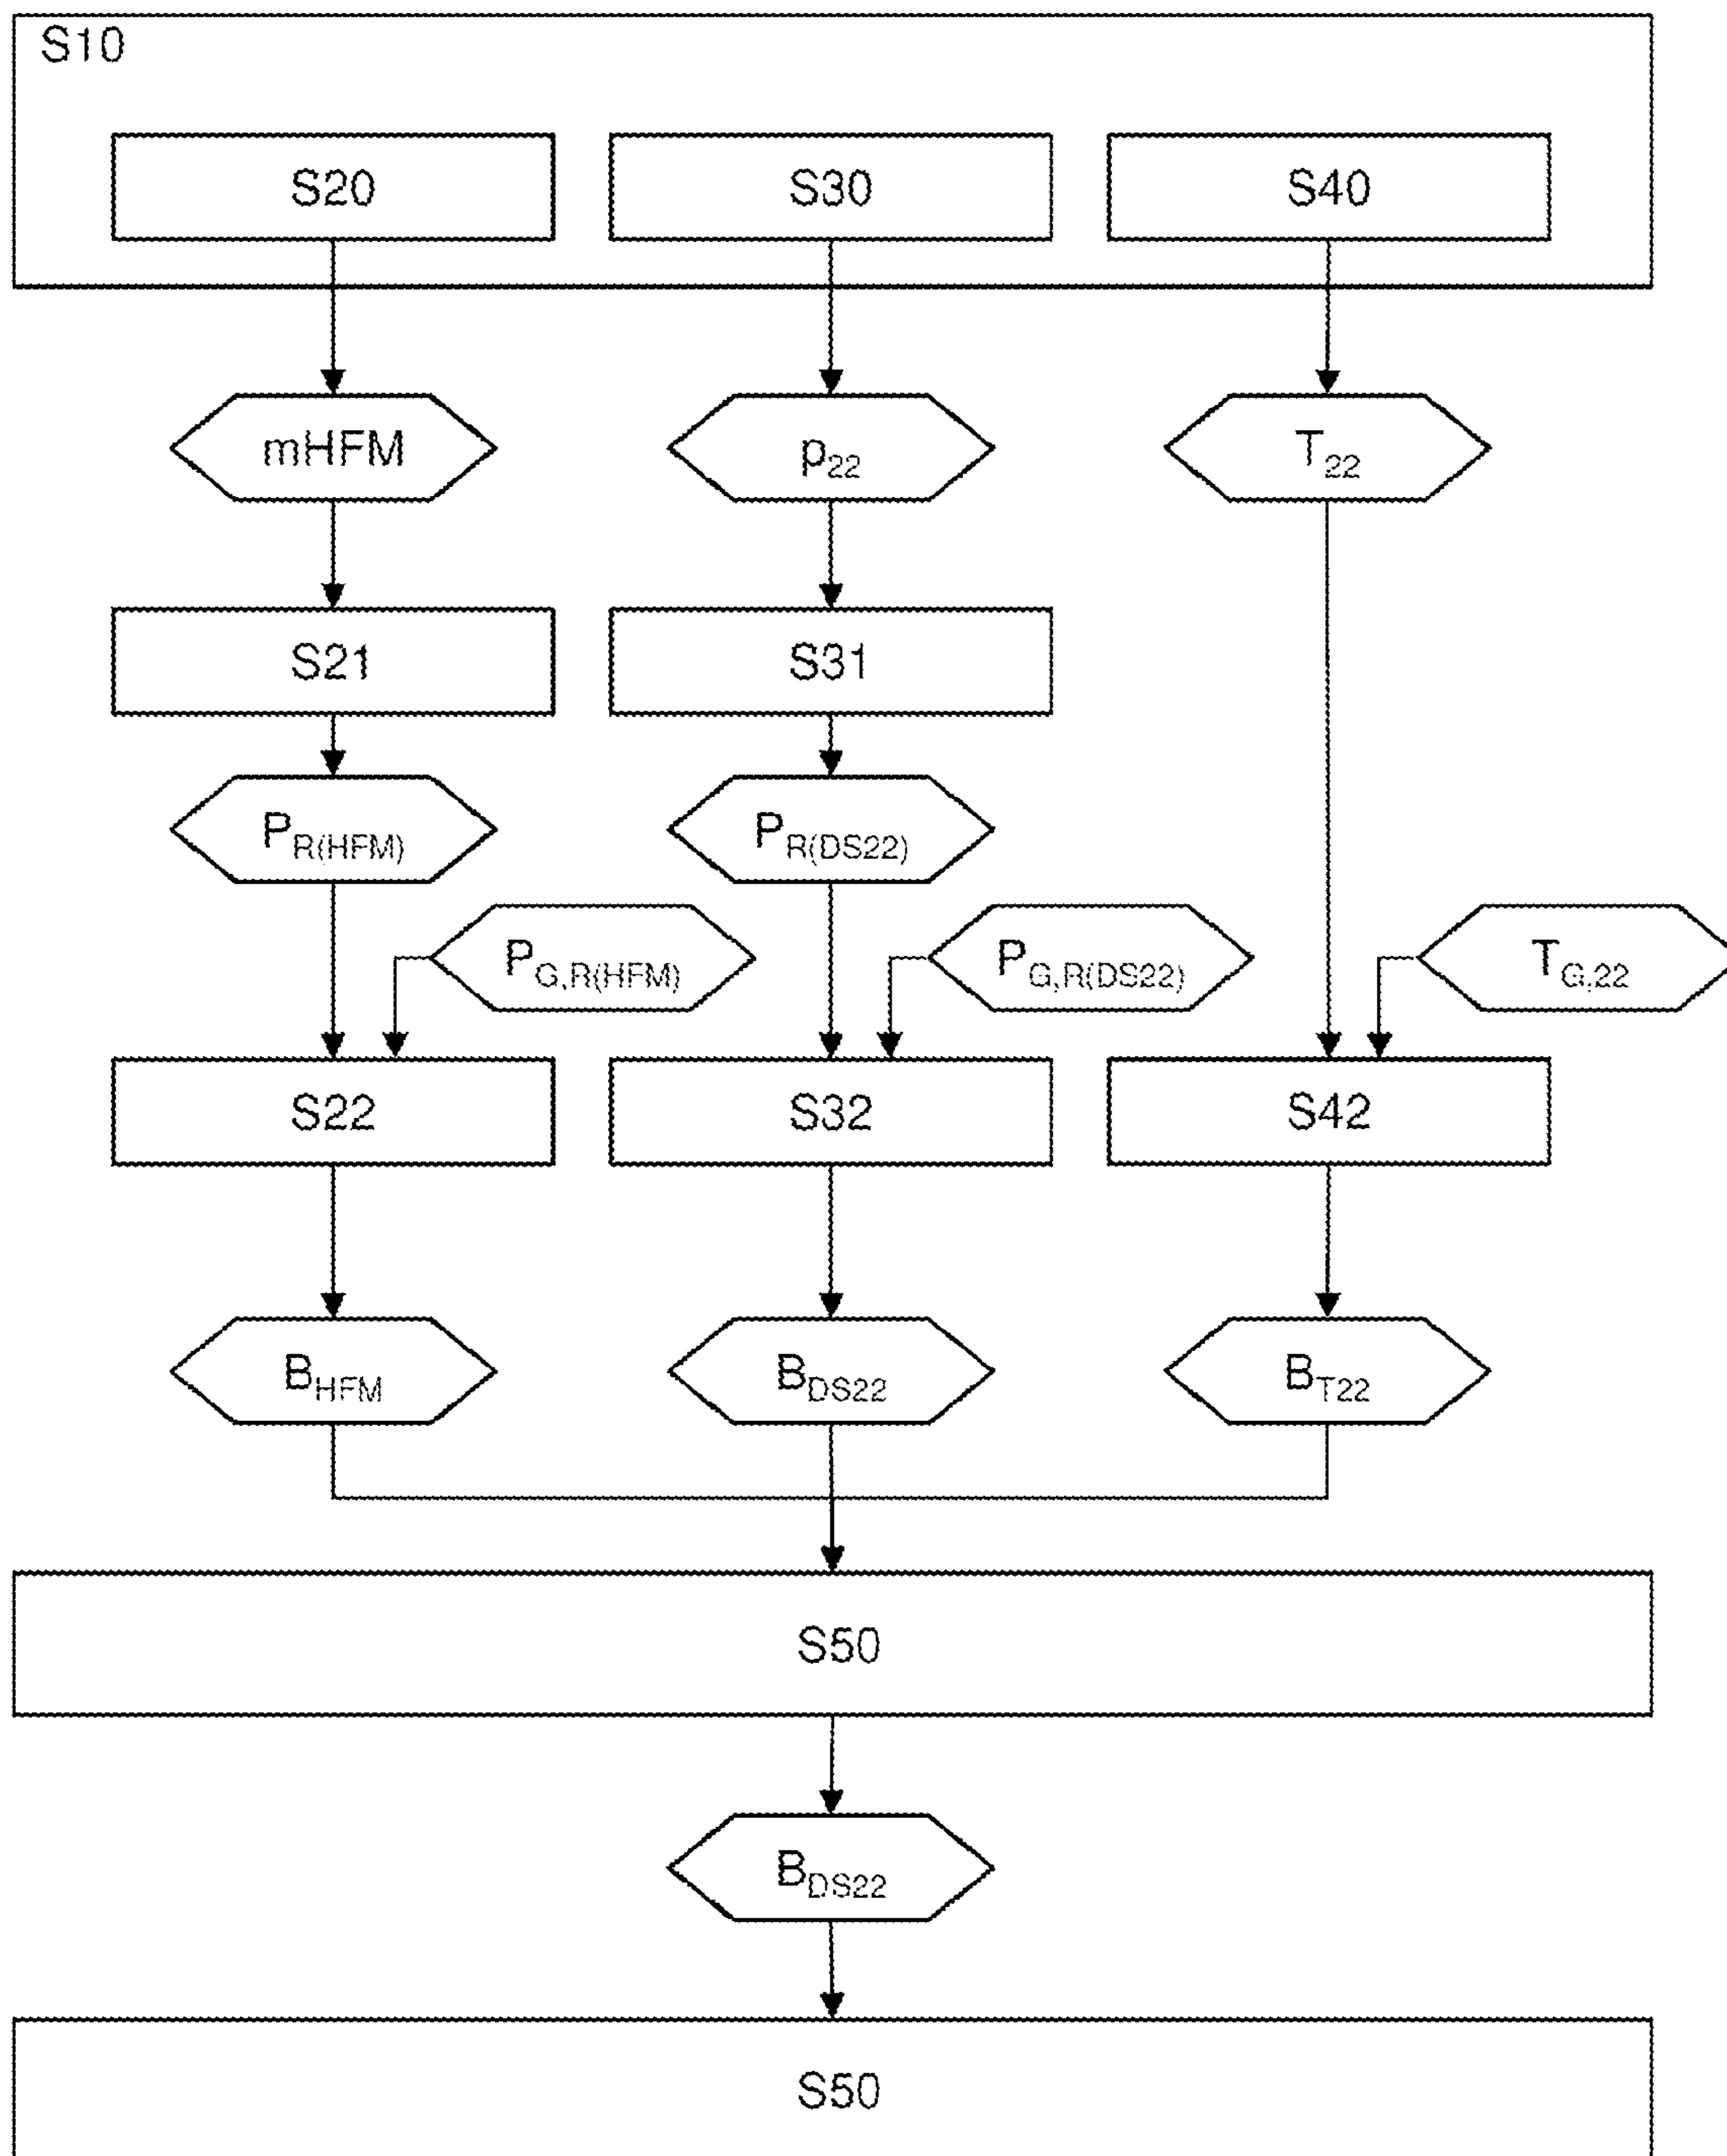 S10
S20 S30 S40
mHFM p22 T22
S21 S31
PR(HFM) PR(DS22)
PG,R(HFM) PG,R(DS22) TG,22
S22 S32 S42
BHFM BDS22 BT22
S50
BDS22
S50